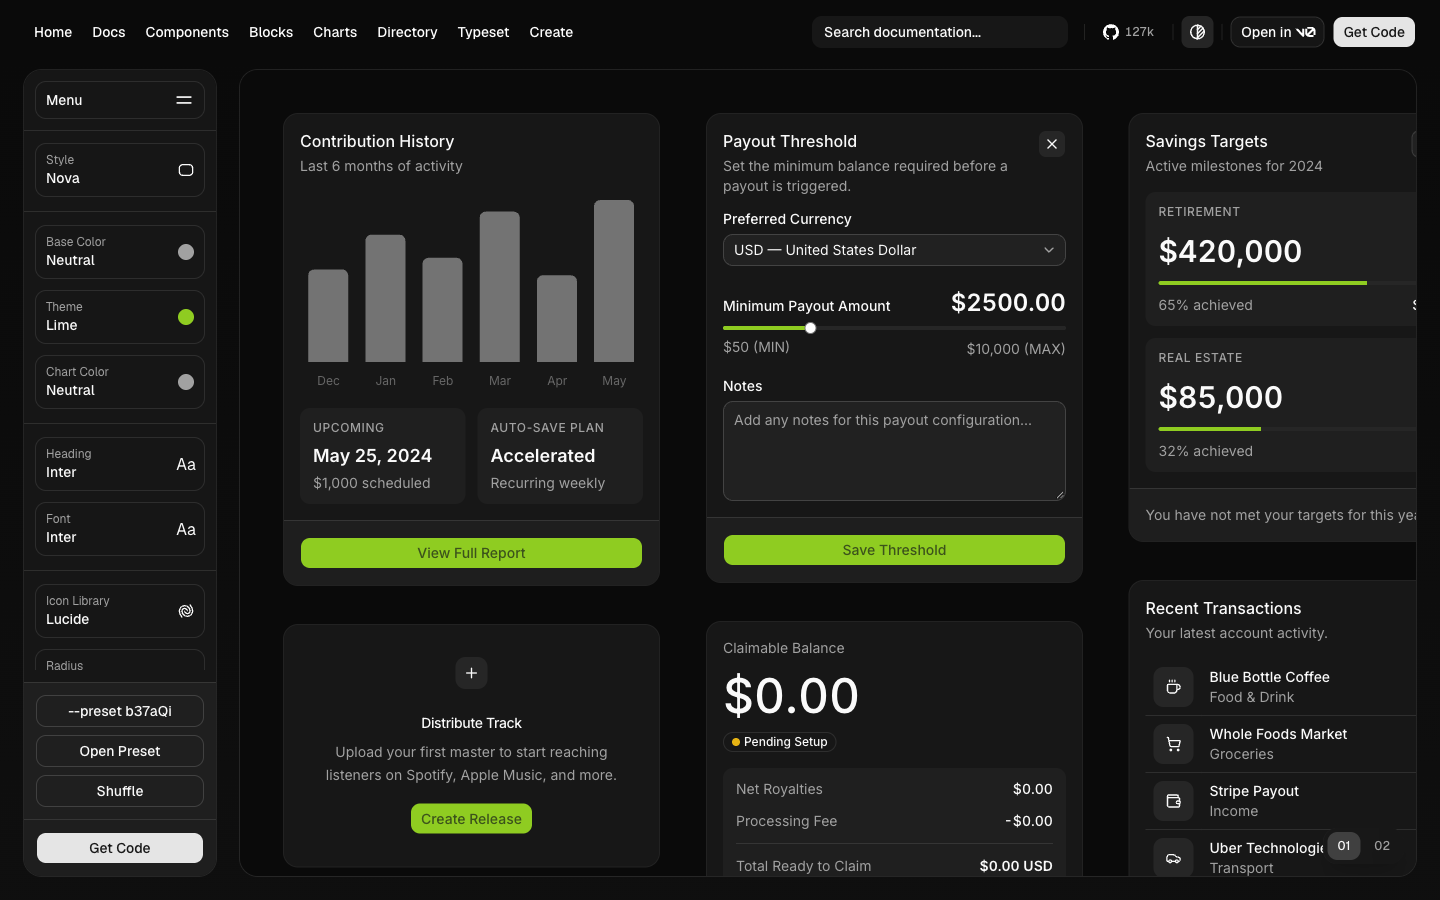 Home Docs Components Blocks Charts Directory Typeset Create
Search documentation...
127k
Open in v0
Get Code
Menu
Style
Nova
Base Color
Neutral
Theme
Lime
Chart Color
Neutral
Heading
Inter
Aa
Font
Inter
Aa
Icon Library
Lucide
Radius
--preset b37aQi
Open Preset
Shuffle
Get Code
Contribution History
Last 6 months of activity
Dec Jan Feb Mar Apr May
UPCOMING
May 25, 2024
$1,000 scheduled
AUTO-SAVE PLAN
Accelerated
Recurring weekly
View Full Report
Distribute Track
Upload your first master to start reaching
listeners on Spotify, Apple Music, and more.
Create Release
Payout Threshold
Set the minimum balance required before a
payout is triggered.
Preferred Currency
USD — United States Dollar
Minimum Payout Amount $2500.00
$50 (MIN) $10,000 (MAX)
Notes
Add any notes for this payout configuration...
Save Threshold
Claimable Balance
$0.00
Pending Setup
Net Royalties $0.00
Processing Fee -$0.00
Total Ready to Claim $0.00 USD
Savings Targets
Active milestones for 2024
RETIREMENT
$420,000
65% achieved
REAL ESTATE
$85,000
32% achieved
You have not met your targets for this
Recent Transactions
Your latest account activity.
Blue Bottle Coffee
Food & Drink
Whole Foods Market
Groceries
Stripe Payout
Income
Uber
Transport
01 02